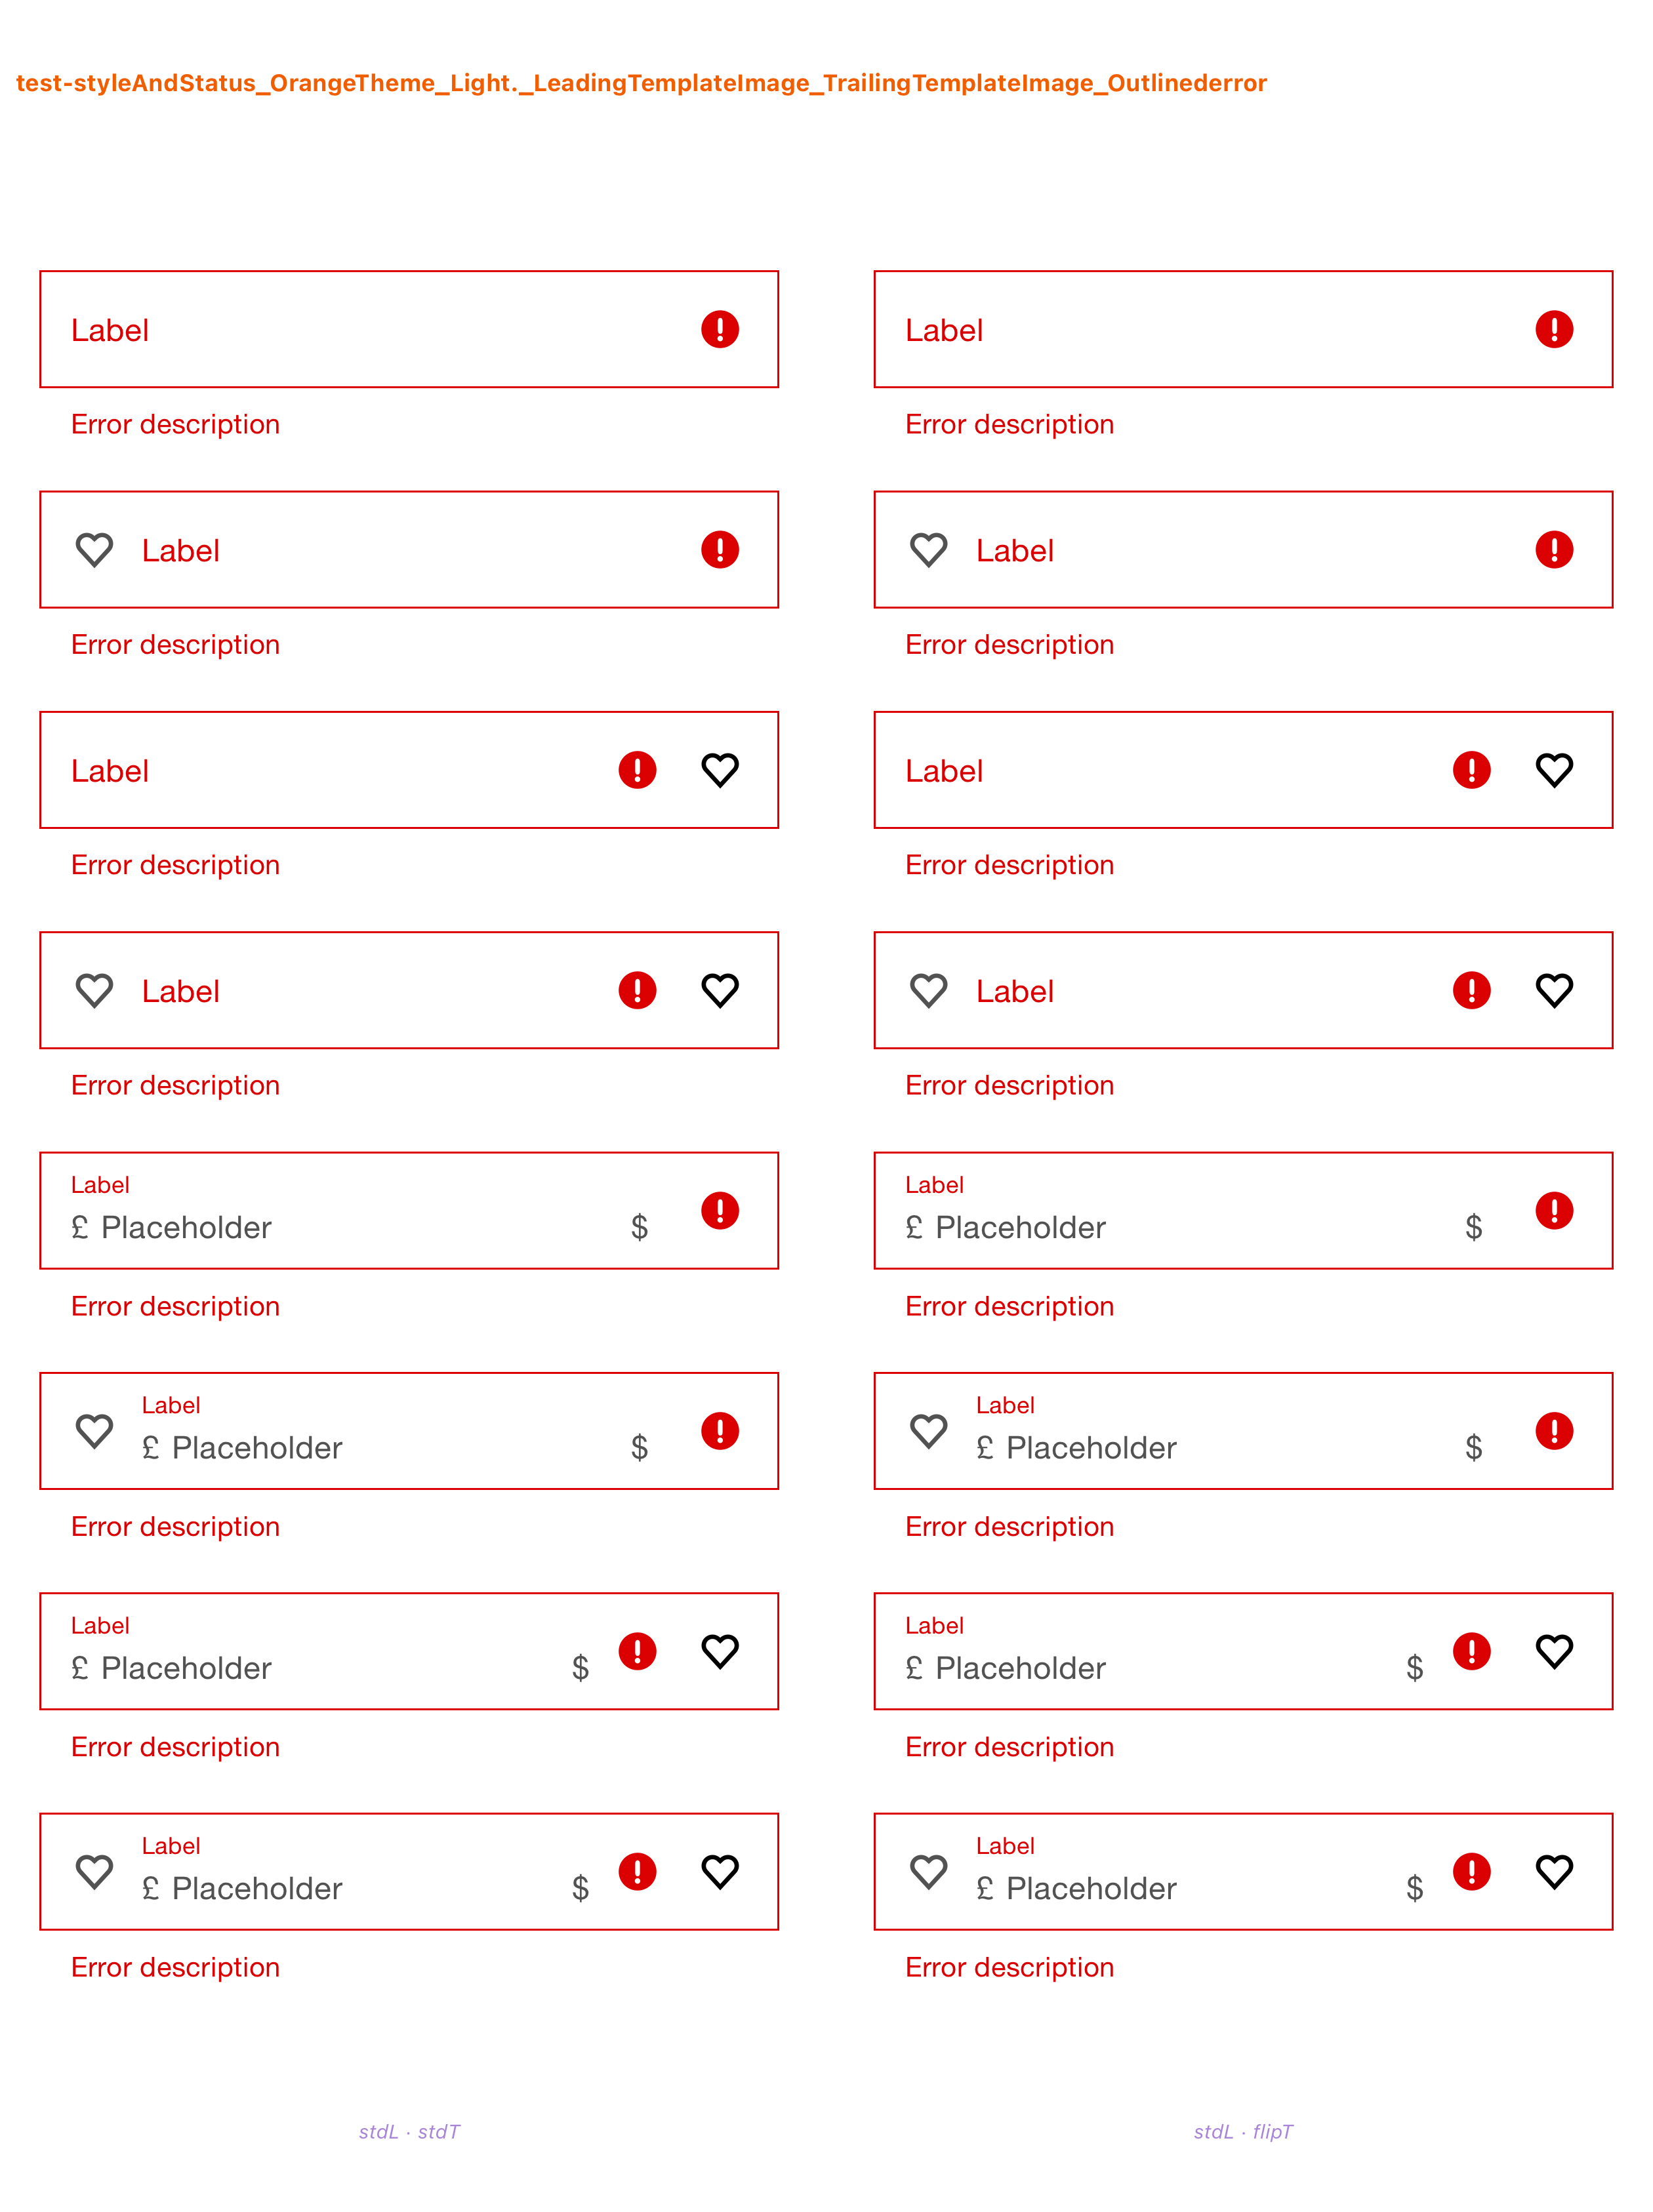 test-styleAndStatus_OrangeTheme_Light._LeadingTemplateImage_TrailingTemplateImage_Outlinederror
Label
Error description
Label
Error description
Label
Error description
Label
Error description
Label
£ Placeholder $
Error description
Label
£ Placeholder $
Error description
Label
£ Placeholder $
Error description
Label
£ Placeholder $
Error description
stdL · stdT
Label
Error description
Label
Error description
Label
Error description
Label
Error description
Label
£ Placeholder $
Error description
Label
£ Placeholder $
Error description
Label
£ Placeholder $
Error description
Label
£ Placeholder $
Error description
stdL · flipT